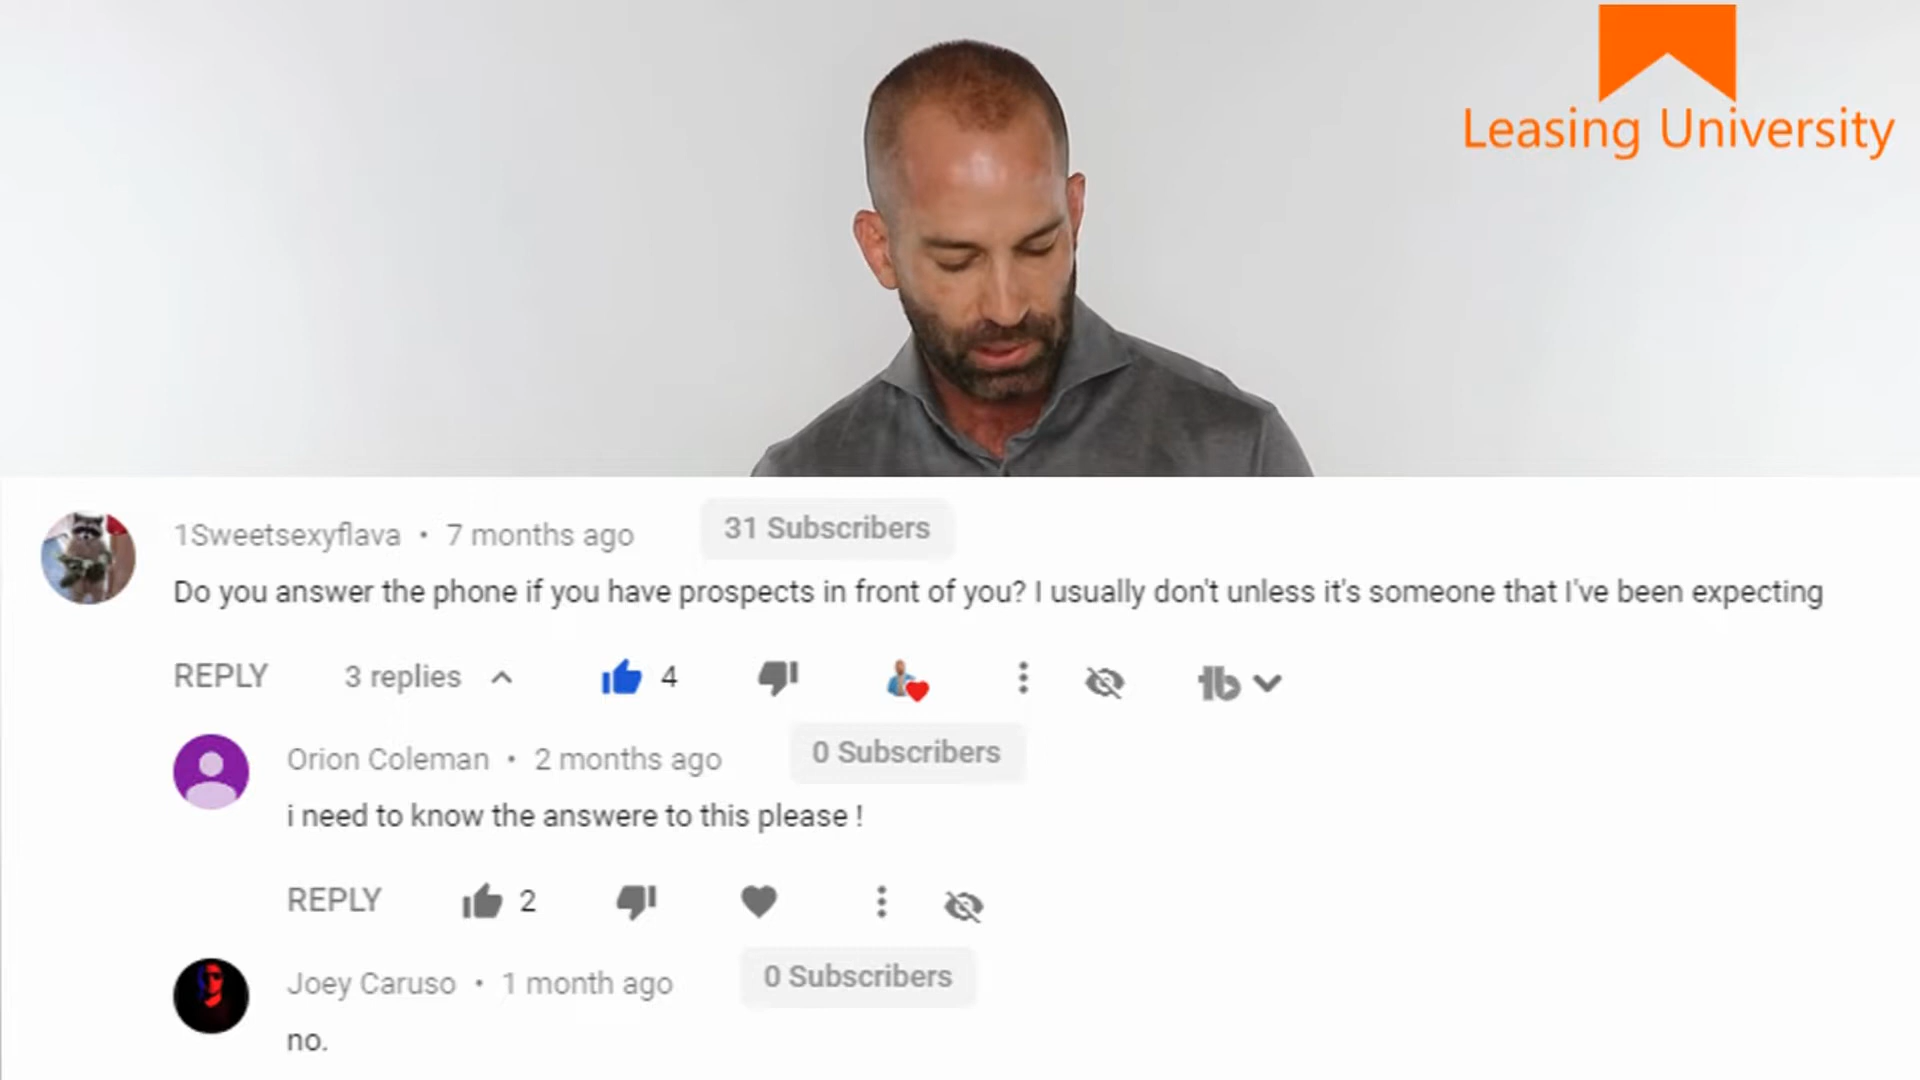 Leasing University
1Sweetsexyflava • 7 months ago 31 Subscribers
Do you answer the phone if you have prospects in front of you? I usually don't unless it's someone that I've been expecting
REPLY 3 replies 4
Orion Coleman • 2 months ago 0 Subscribers
i need to know the answere to this please !
REPLY 2
Joey Caruso • 1 month ago 0 Subscribers
no.